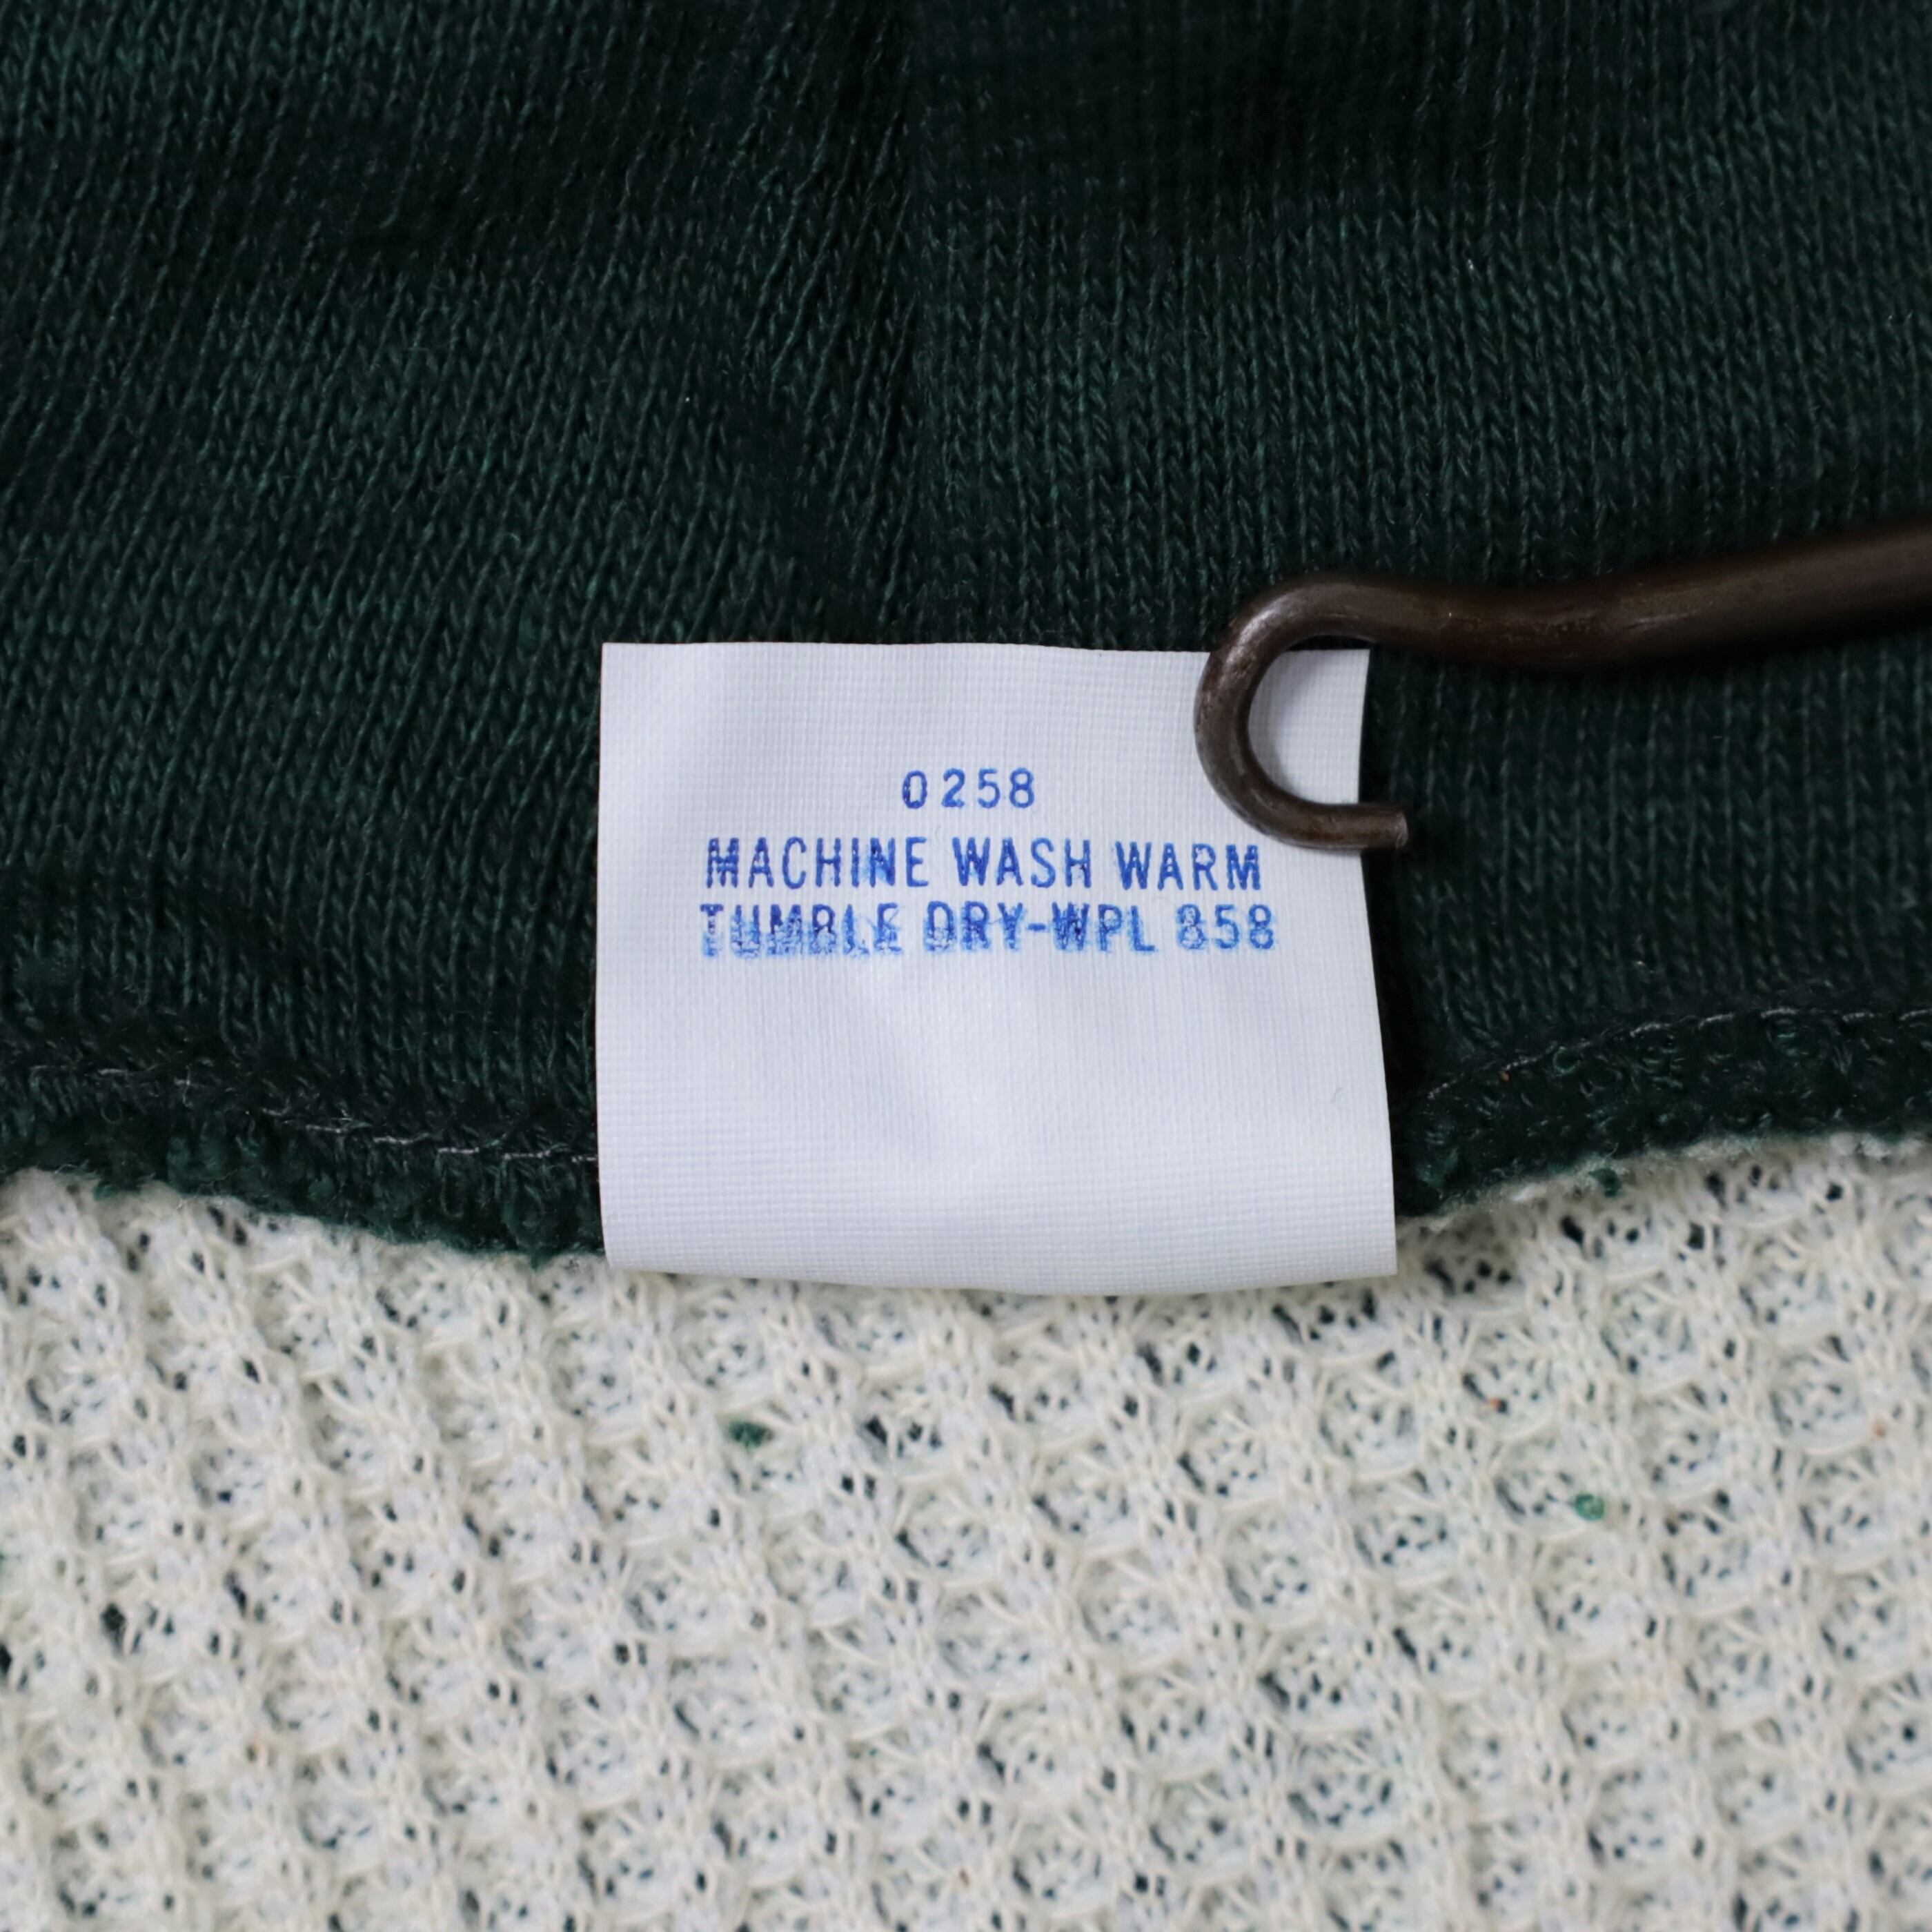 0258
MACHINE WASH WARM
TUMBLE DRY-WPL 858